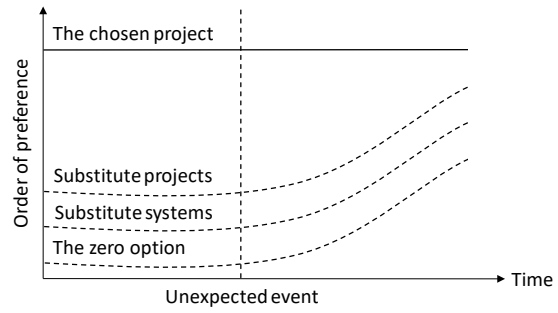 The chosen project
Order of preference
Substitute projects
Substitute systems
The zero option
Time
Unexpected event